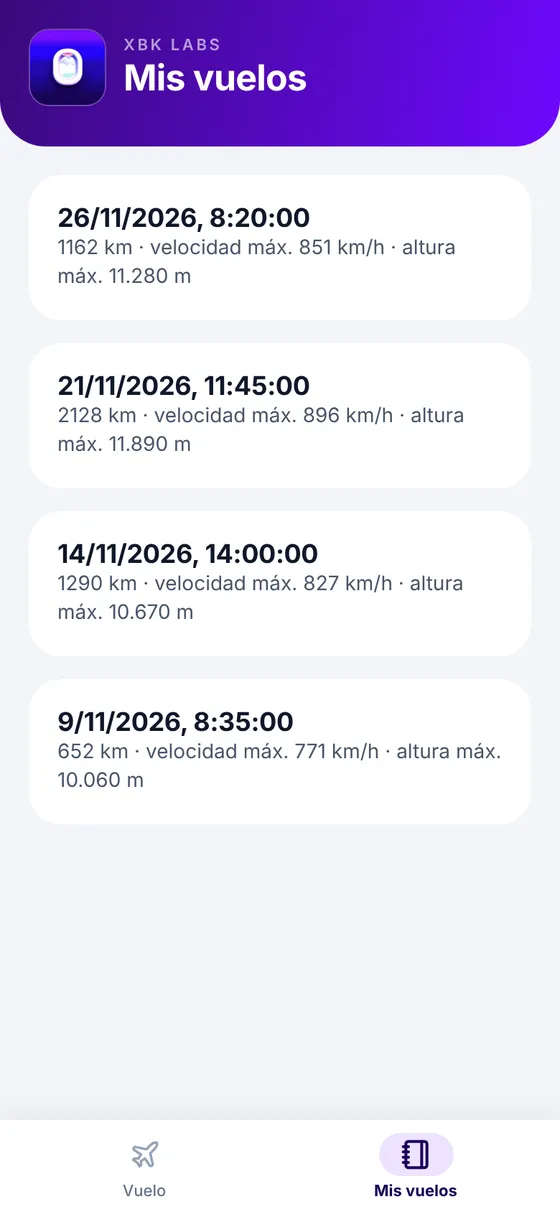 XBK LABS
Mis vuelos
26/11/2026, 8:20:00
1162 km · velocidad máx. 851 km/h · altura
máx. 11.280 m
21/11/2026, 11:45:00
2128 km · velocidad máx. 896 km/h · altura
máx. 11.890 m
14/11/2026, 14:00:00
1290 km · velocidad máx. 827 km/h · altura
máx. 10.670 m
9/11/2026, 8:35:00
652 km · velocidad máx. 771 km/h · altura máx.
10.060 m
Vuelo
Mis vuelos